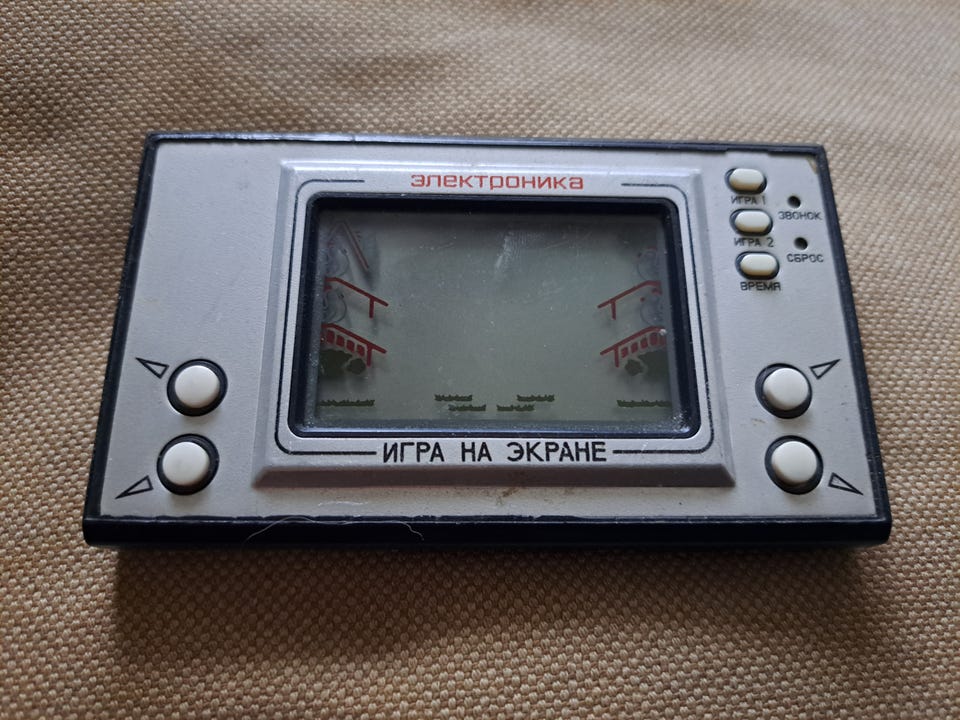 электроника
ИГРА 1
ЗВОНОК
ИГРА 2
СБРОС
ВРЕМЯ
ИГРА НА ЭКРАНЕ